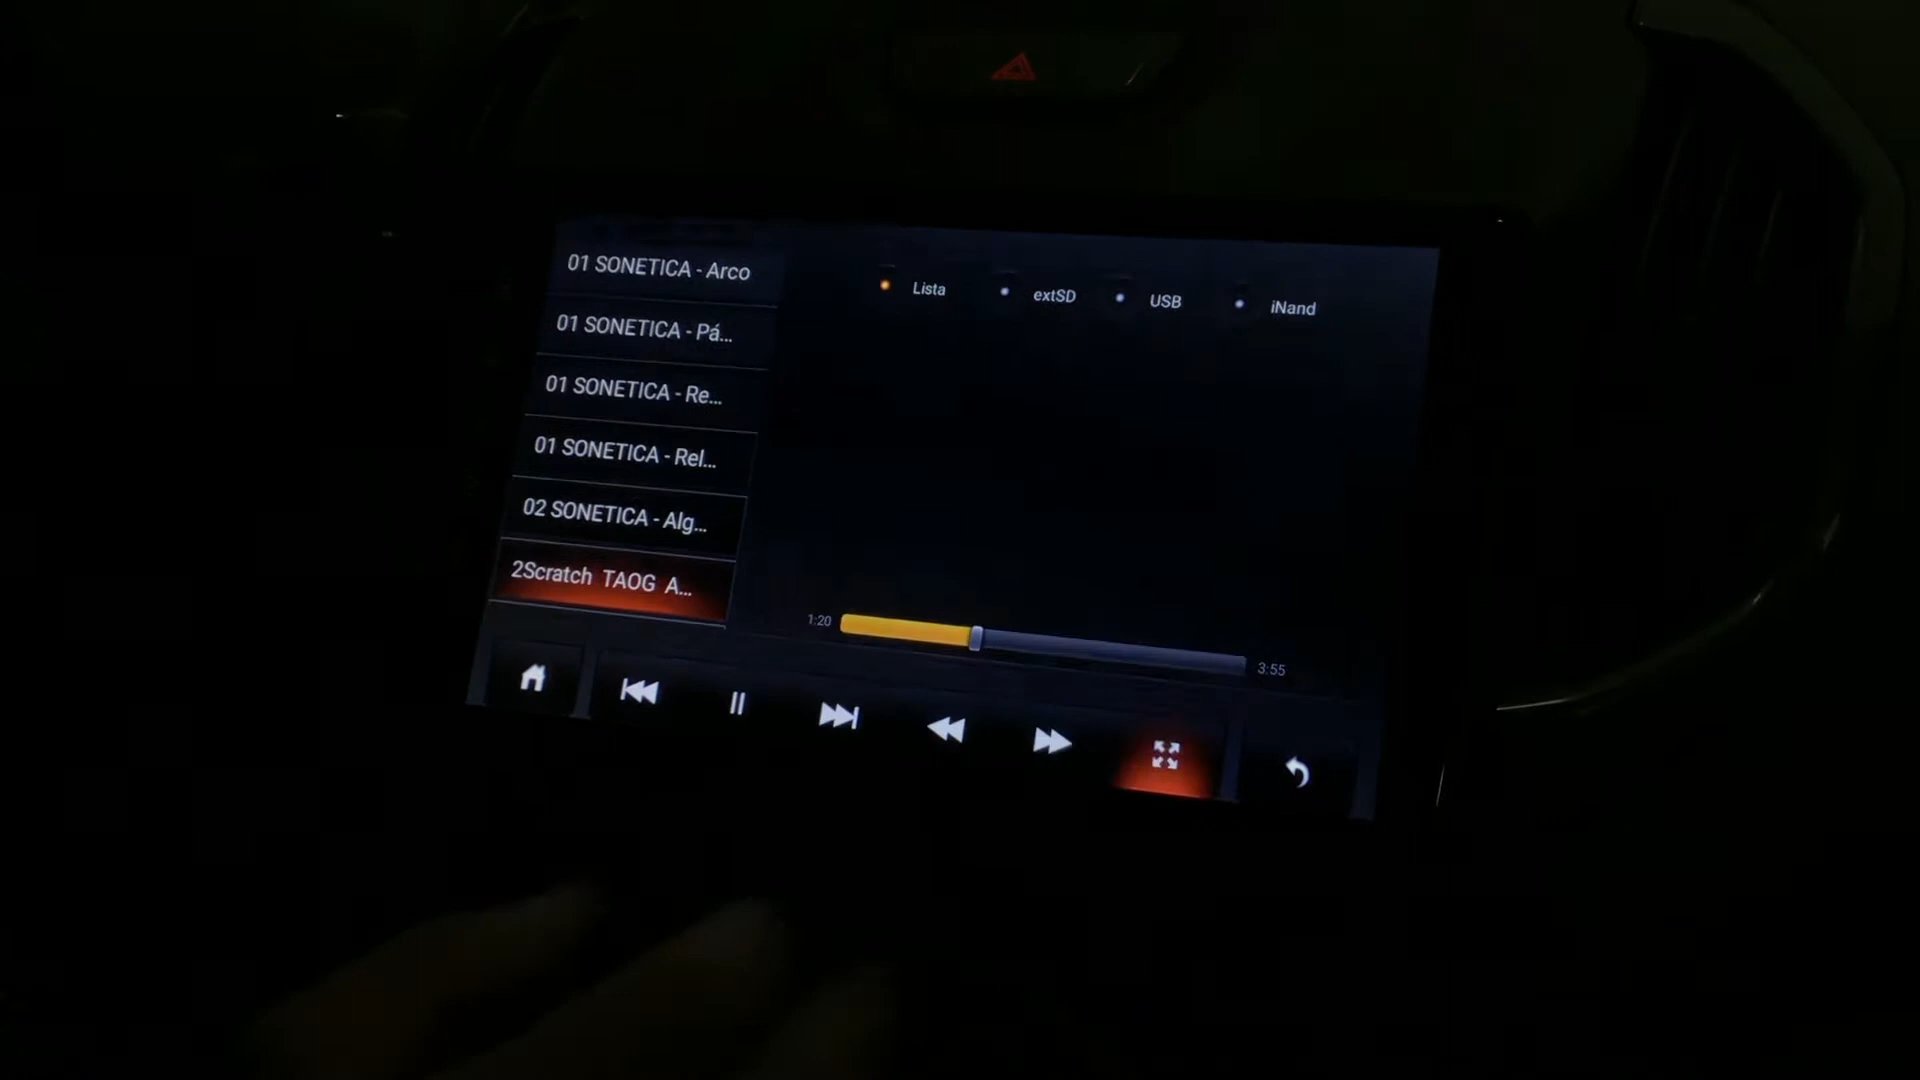 01 SONETICA - Arco
01 SONETICA - Pá...
01 SONETICA - Re...
01 SONETICA - Rel...
02 SONETICA - Alg...
2Scratch TAOG A...
Lista
extSD
USB
iNand
1:20
3:55